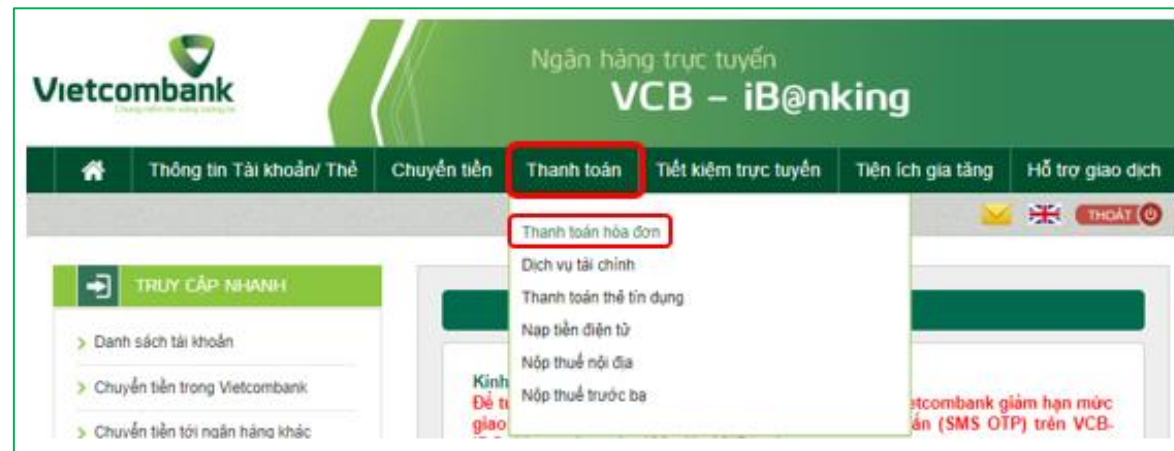 Vietcombank
Ngân hàng trực tuyến
VCB – iB@nking
Thông tin Tài khoản/ Thẻ
Chuyển tiền
Thanh toán
Tiết kiệm trực tuyến
Tiện ích gia tăng
Hỗ trợ giao dịch
THOÁT
Thanh toán hóa đơn
Dịch vụ tài chính
Thanh toán thẻ tín dụng
Nạp tiền điện tử
Nộp thuế nội địa
Nộp thuế trước bạ
TRUY CẬP NHANH
Danh sách tài khoản
Chuyển tiền trong Vietcombank
Chuyển tiền tới ngân hàng khác
Kính
Để
etcombank giảm hạn mức
giao
(SMS OTP) trên VCB-